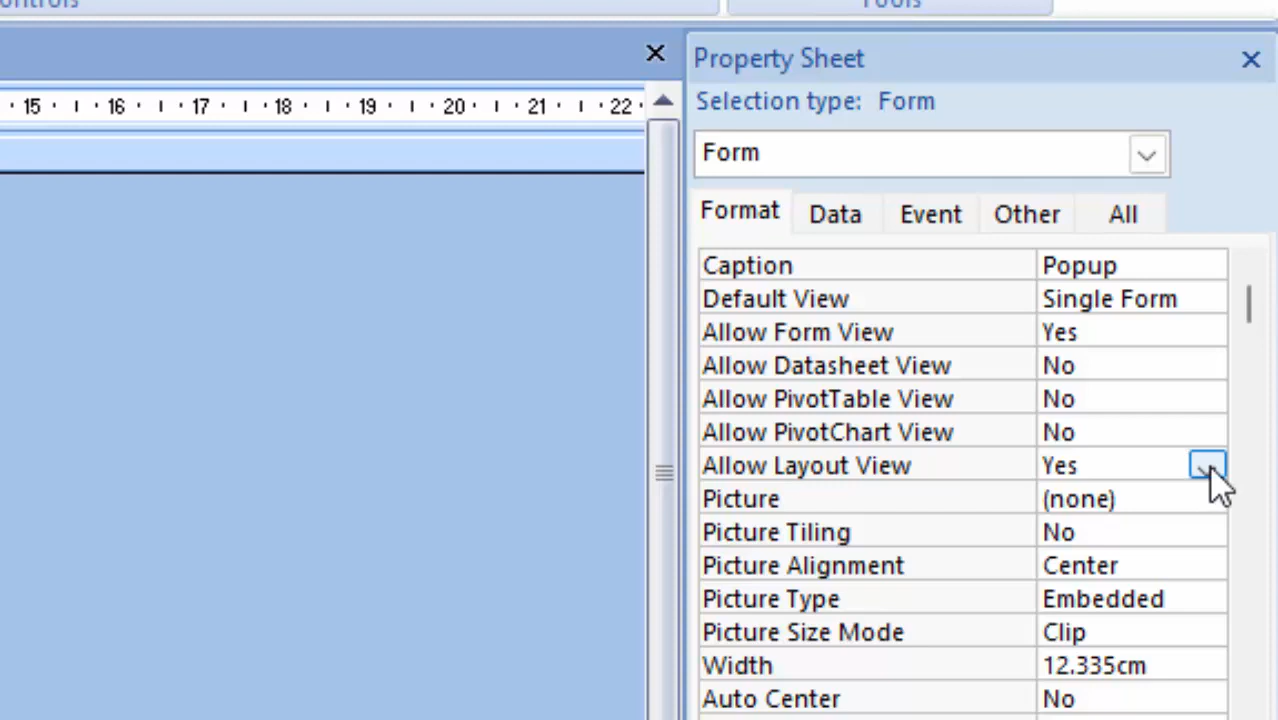 ontrols
Tools
15 16 17 18 19 20 21 22
Property Sheet
Selection type: Form
Form
Format Data Event Other All
Caption Popup
Default View Single Form
Allow Form View Yes
Allow Datasheet View No
Allow PivotTable View No
Allow PivotChart View No
Allow Layout View Yes
Picture (none)
Picture Tiling No
Picture Alignment Center
Picture Type Embedded
Picture Size Mode Clip
Width 12.335cm
Auto Center No